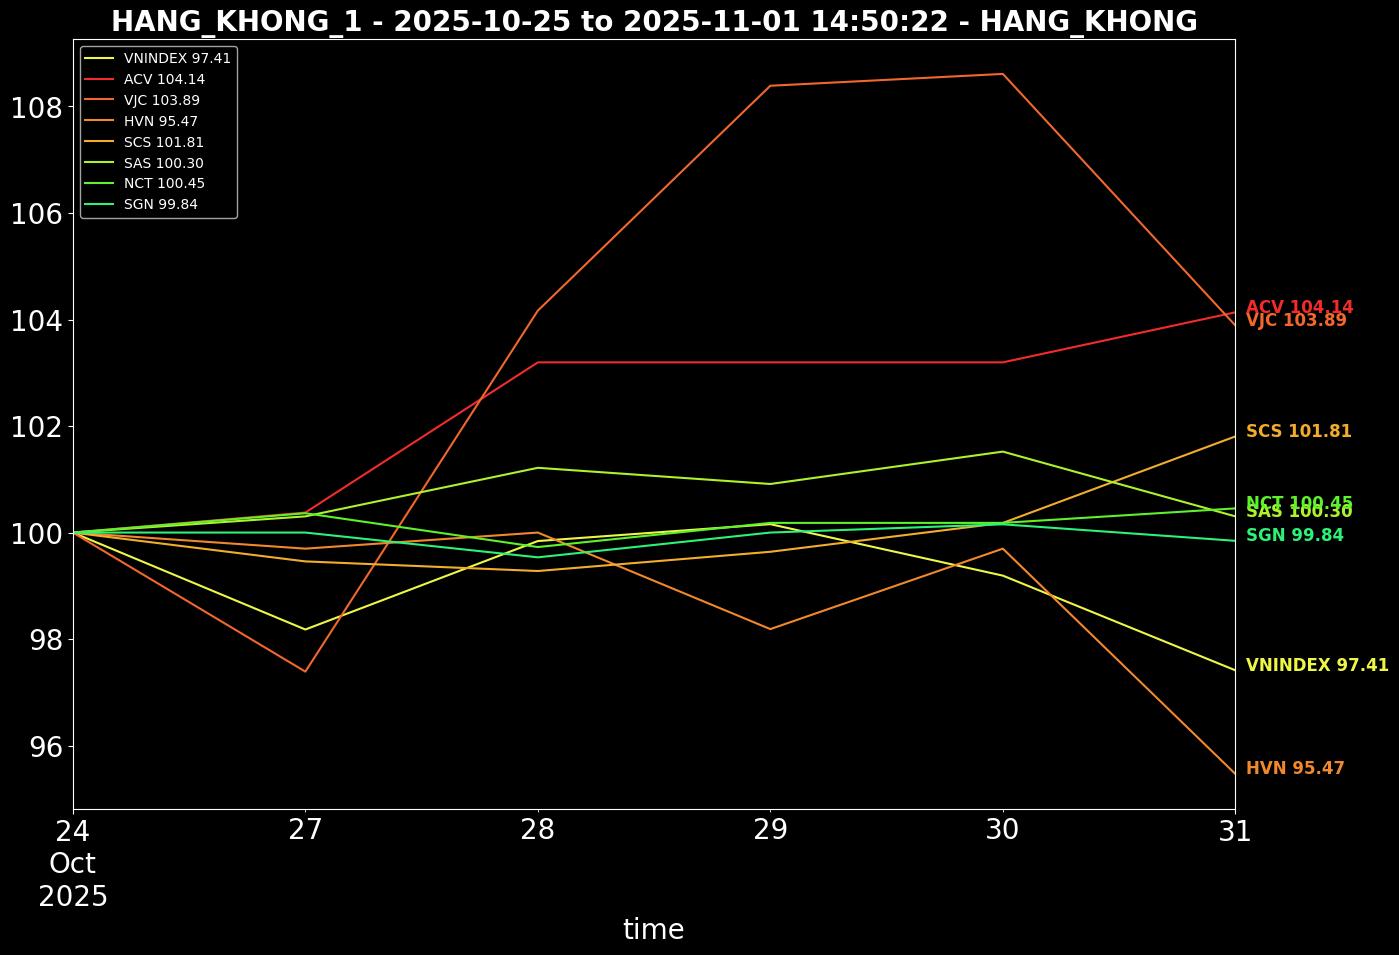 HANG_KHONG_1 - 2025-10-25 to 2025-11-01 14:50:22 - HANG_KHONG
VNINDEX 97.41
ACV 104.14
VJC 103.89
HVN 95.47
SCS 101.81
SAS 100.30
NCT 100.45
SGN 99.84
108
106
104
102
100
98
96
ACV 104.14
VJC 103.89
SCS 101.81
NCT 100.45
SAS 100.30
SGN 99.84
VNINDEX 97.41
HVN 95.47
24 27 28 29 30 31
Oct
2025
time